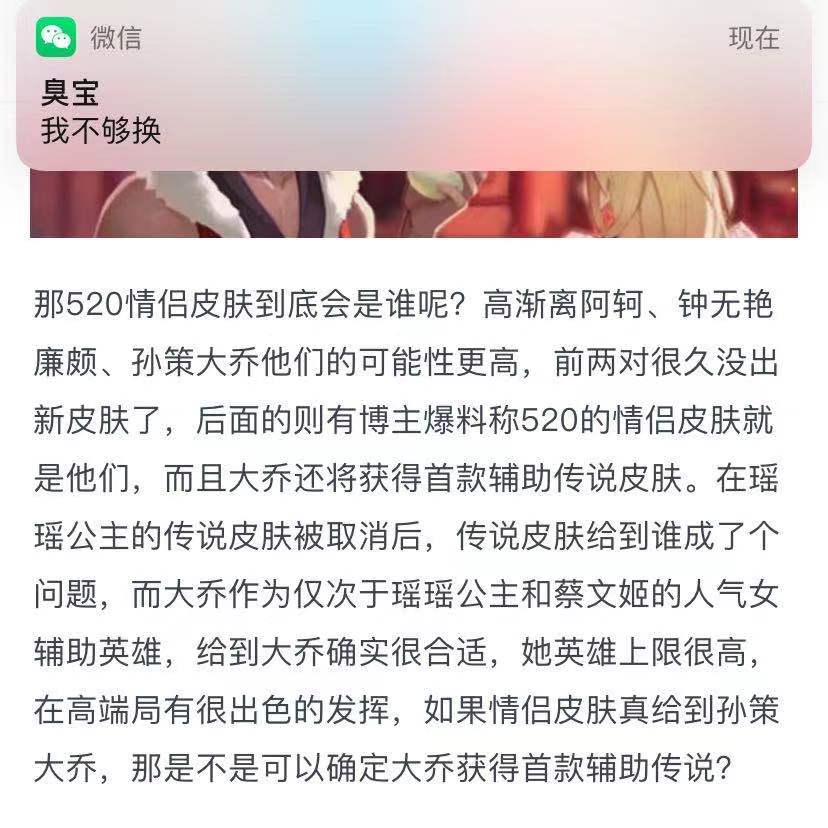 微信
现在
臭宝
我不够换
那520情侣皮肤到底会是谁呢？高渐离阿轲、钟无艳
廉颇、孙策大乔他们的可能性更高，前两对很久没出
新皮肤了，后面的则有博主爆料称520的情侣皮肤就
是他们，而且大乔还将获得首款辅助传说皮肤。在瑶
瑶公主的传说皮肤被取消后，传说皮肤给到谁成了个
问题，而大乔作为仅次于瑶瑶公主和蔡文姬的人气女
辅助英雄，给到大乔确实很合适，她英雄上限很高，
在高端局有很出色的发挥，如果情侣皮肤真给到孙策
大乔，那是不是可以确定大乔获得首款辅助传说？